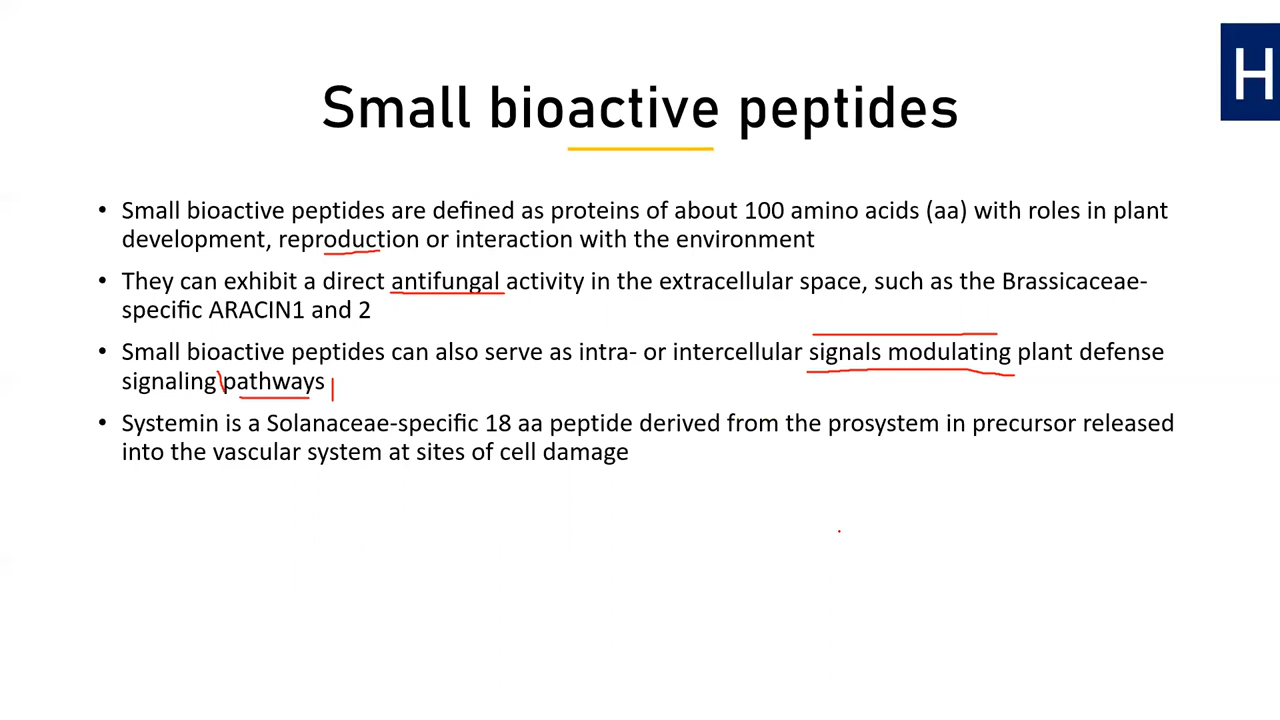 H
Small bioactive peptides
• Small bioactive peptides are defined as proteins of about 100 amino acids (aa) with roles in plant
development, reproduction or interaction with the environment
• They can exhibit a direct antifungal activity in the extracellular space, such as the Brassicaceae-
specific ARACIN1 and 2
• Small bioactive peptides can also serve as intra- or intercellular signals modulating plant defense
signaling pathways
• Systemin is a Solanaceae-specific 18 aa peptide derived from the prosystem in precursor released
into the vascular system at sites of cell damage